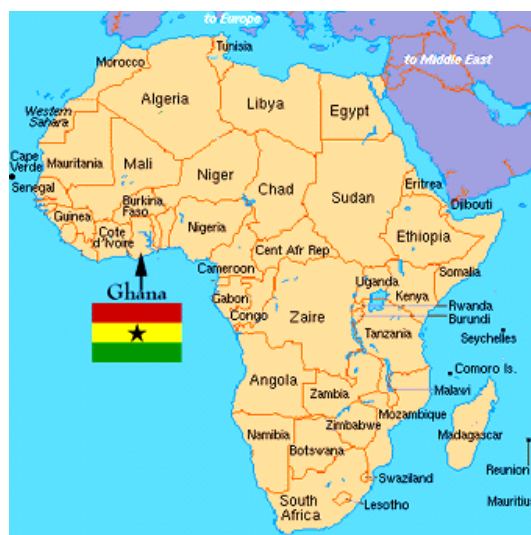 to Europe
Tunisia
to Middle East
Morocco
Algeria
Libya
Egypt
Western
Sahara
Cape
Verde
Mauritania
Mali
Niger
Chad
Sudan
Eritrea
Senegal
Djibouti
Guinea
Burkina
Faso
Nigeria
Cote
d'Ivoire
Ethiopia
Cent Afr Rep
Cameroon
Somalia
Ghana
Uganda
Gabon
Kenya
Congo
Zaire
Rwanda
Burundi
Tanzania
Seychelles
Comoro Is.
Angola
Zambia
Malawi
Mozambique
Zimbabwe
Namibia
Botswana
Madagascar
Reunion
Swaziland
South
Africa
Lesotho
Mauritiu